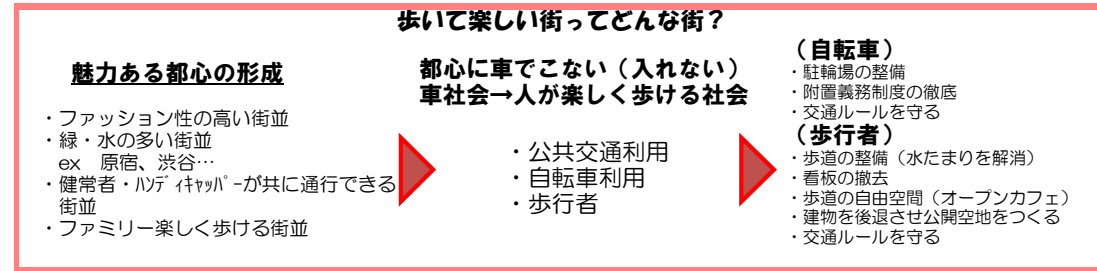 歩いて楽しい街ってどんな街？
魅力ある都心の形成
・ファッション性の高い街並
・緑・水の多い街並
ex　原宿、渋谷…
・健常者・ﾊﾝﾃﾞｨｷｬｯﾊﾟｰが共に通行できる
街並
・ファミリー楽しく歩ける街並
都心に車でこない（入れない）
車社会→人が楽しく歩ける社会
・公共交通利用
・自転車利用
・歩行者
（自転車）
・駐輪場の整備
・附置義務制度の徹底
・交通ルールを守る
（歩行者）
・歩道の整備（水たまりを解消）
・看板の撤去
・歩道の自由空間（オープンカフェ）
・建物を後退させ公開空地をつくる
・交通ルールを守る